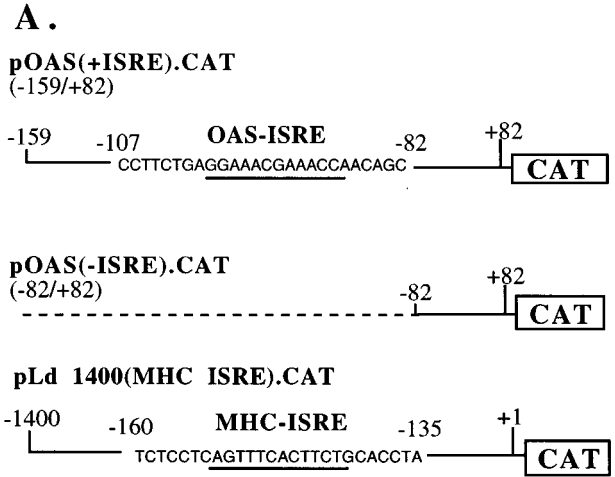 A.
pOAS(+ISRE).CAT
(-159/+82)
-159 -107 OAS-ISRE -82 +82
CCTTCTGAGGAAACGAAACCAACAGC CAT
pOAS(-ISRE).CAT
(-82/+82)
-82 +82
CAT
pLd 1400(MHC ISRE).CAT
-1400 -160 MHC-ISRE -135 +1
TCTCCTCAGTTTCACTTCTGCACCTA CAT